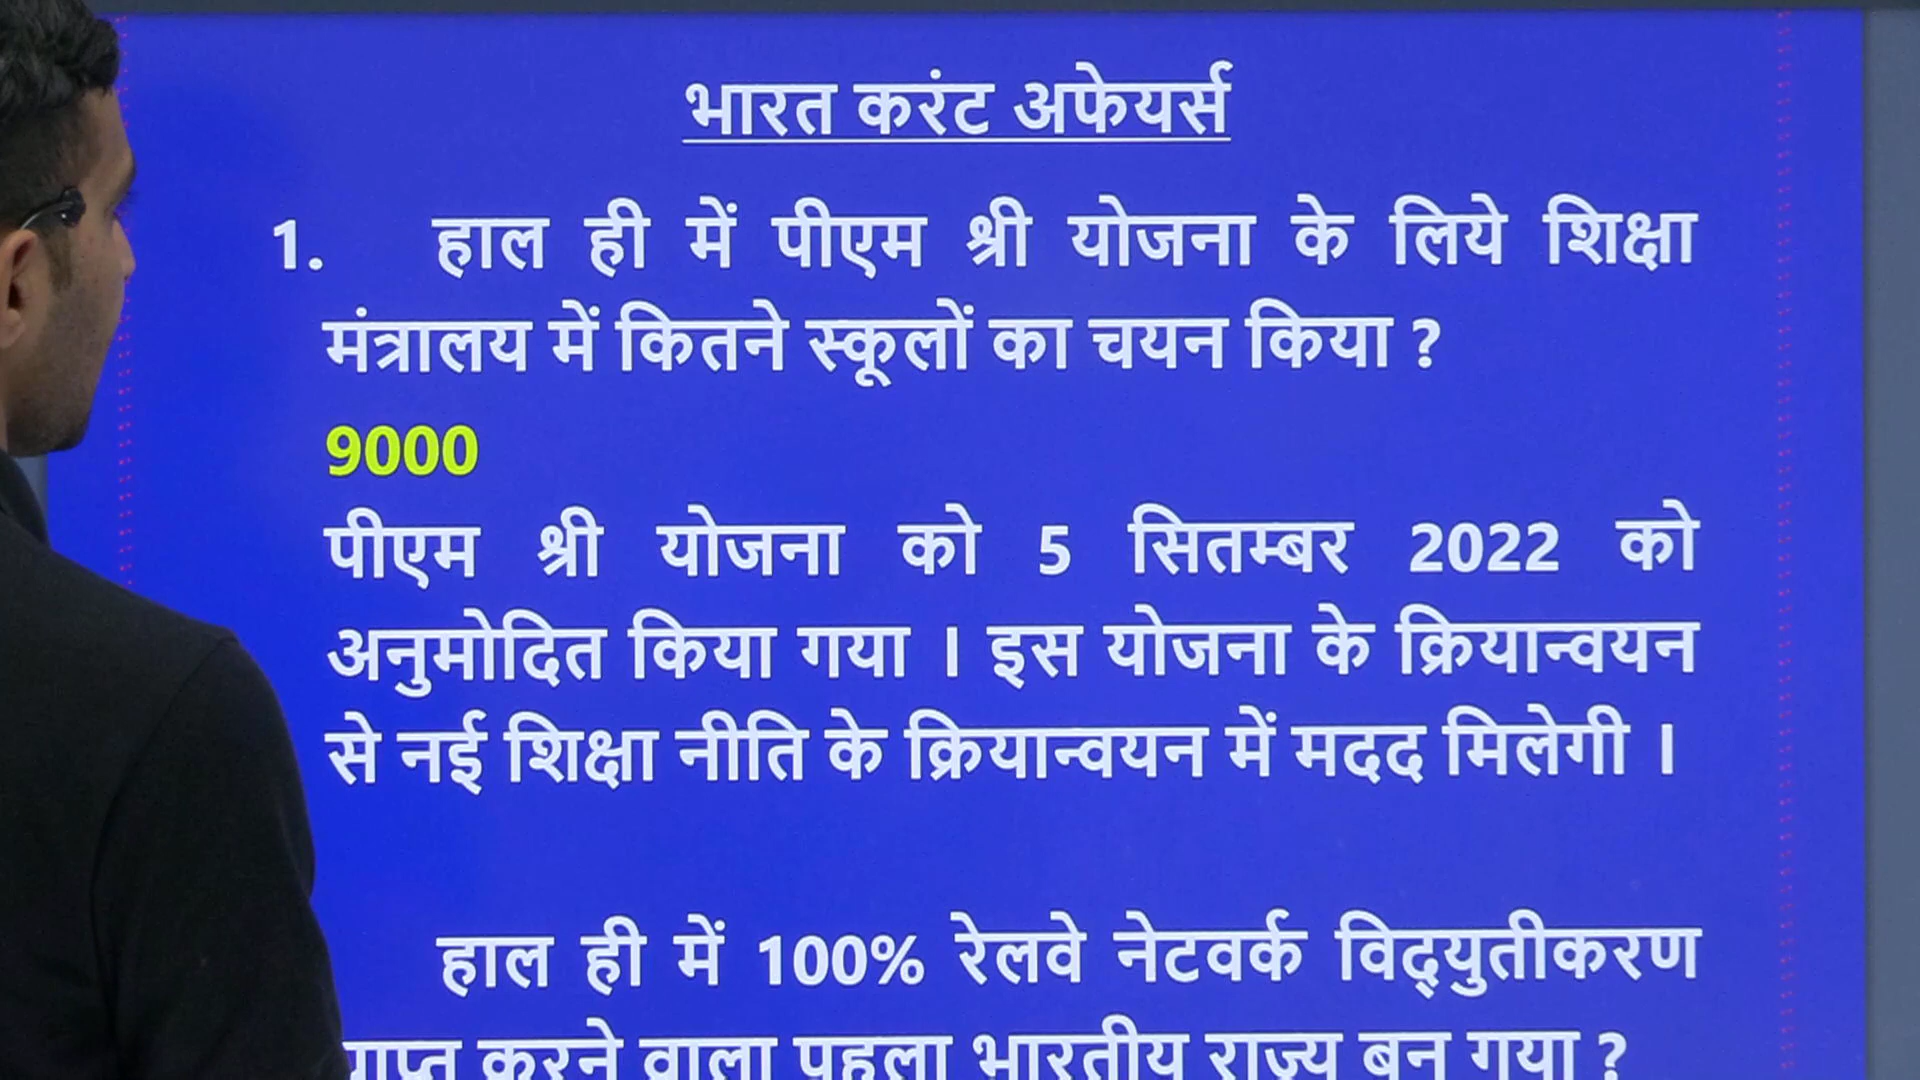 भारत करंट अफेयर्स
1. हाल ही में पीएम श्री योजना के लिये शिक्षा
मंत्रालय में कितने स्कूलों का चयन किया ?
9000
पीएम श्री योजना को 5 सितम्बर 2022 को
अनुमोदित किया गया । इस योजना के क्रियान्वयन
से नई शिक्षा नीति के क्रियान्वयन में मदद मिलेगी ।
हाल ही में 100% रेलवे नेटवर्क विद्‌युतीकरण
करने वाला पहला भारतीय राज्य बन गया ?